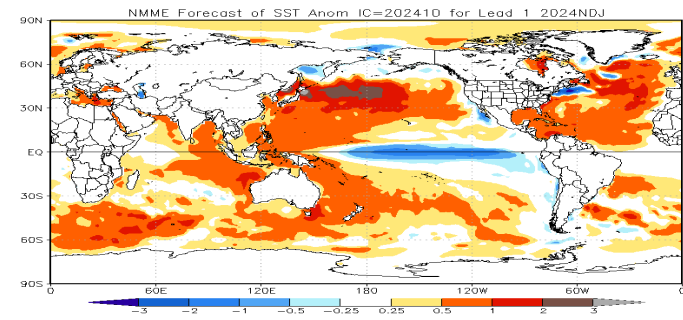 NMME Forecast of SST Anom IC=202410 for Lead 1 2024NDJ
90N
60N
30N
EQ
30S
60S
90S
0 60E 120E 180 120W 60W 0
-3 -2 -1 -0.5 -0.25 0.25 0.5 1 2 3